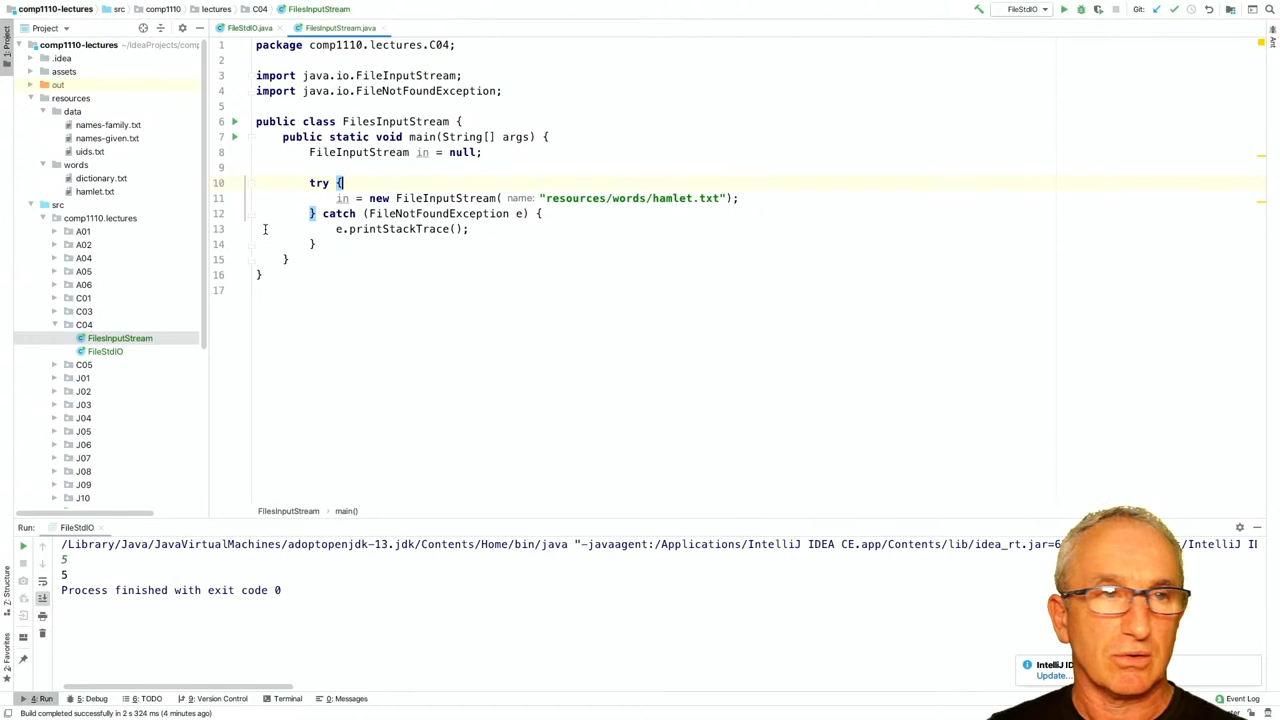 comp1110-lectures src comp1110 lectures C04 FilesInputStream FileStdIO Git:
Project FileStdIO.java FilesInputStream.java
comp1110-lectures ~/IdeaProjects/comp
.idea
assets
out
resources
data
names-family.txt
names-given.txt
uids.txt
words
dictionary.txt
hamlet.txt
src
comp1110.lectures
A01
A02
A04
A05
A06
C01
C03
C04
FilesInputStream
FileStdIO
C05
J01
J02
J03
J04
J05
J06
J07
J08
J09
J10
1 package comp1110.lectures.C04;
2
3 import java.io.FileInputStream;
4 import java.io.FileNotFoundException;
5
6 public class FilesInputStream {
7 public static void main(String[] args) {
8 FileInputStream in = null;
9
10 try {
11 in = new FileInputStream( name: "resources/words/hamlet.txt");
12 } catch (FileNotFoundException e) {
13 e.printStackTrace();
14 }
15 }
16 }
17
FilesInputStream main()
1: Project
Ant
Z: Structure
2: Favorites
Run: FileStdIO
/Library/Java/JavaVirtualMachines/adoptopenjdk-13.jdk/Contents/Home/bin/java "-javaagent:/Applications/IntelliJ IDEA CE.app/Contents/lib/idea_rt.jar=6 s/IntelliJ ID
5
5
Process finished with exit code 0
IntelliJ ID
Update...
4: Run 5: Debug 6: TODO 9: Version Control Terminal 0: Messages Event Log
Build completed successfully in 2 s 324 ms (4 minutes ago)